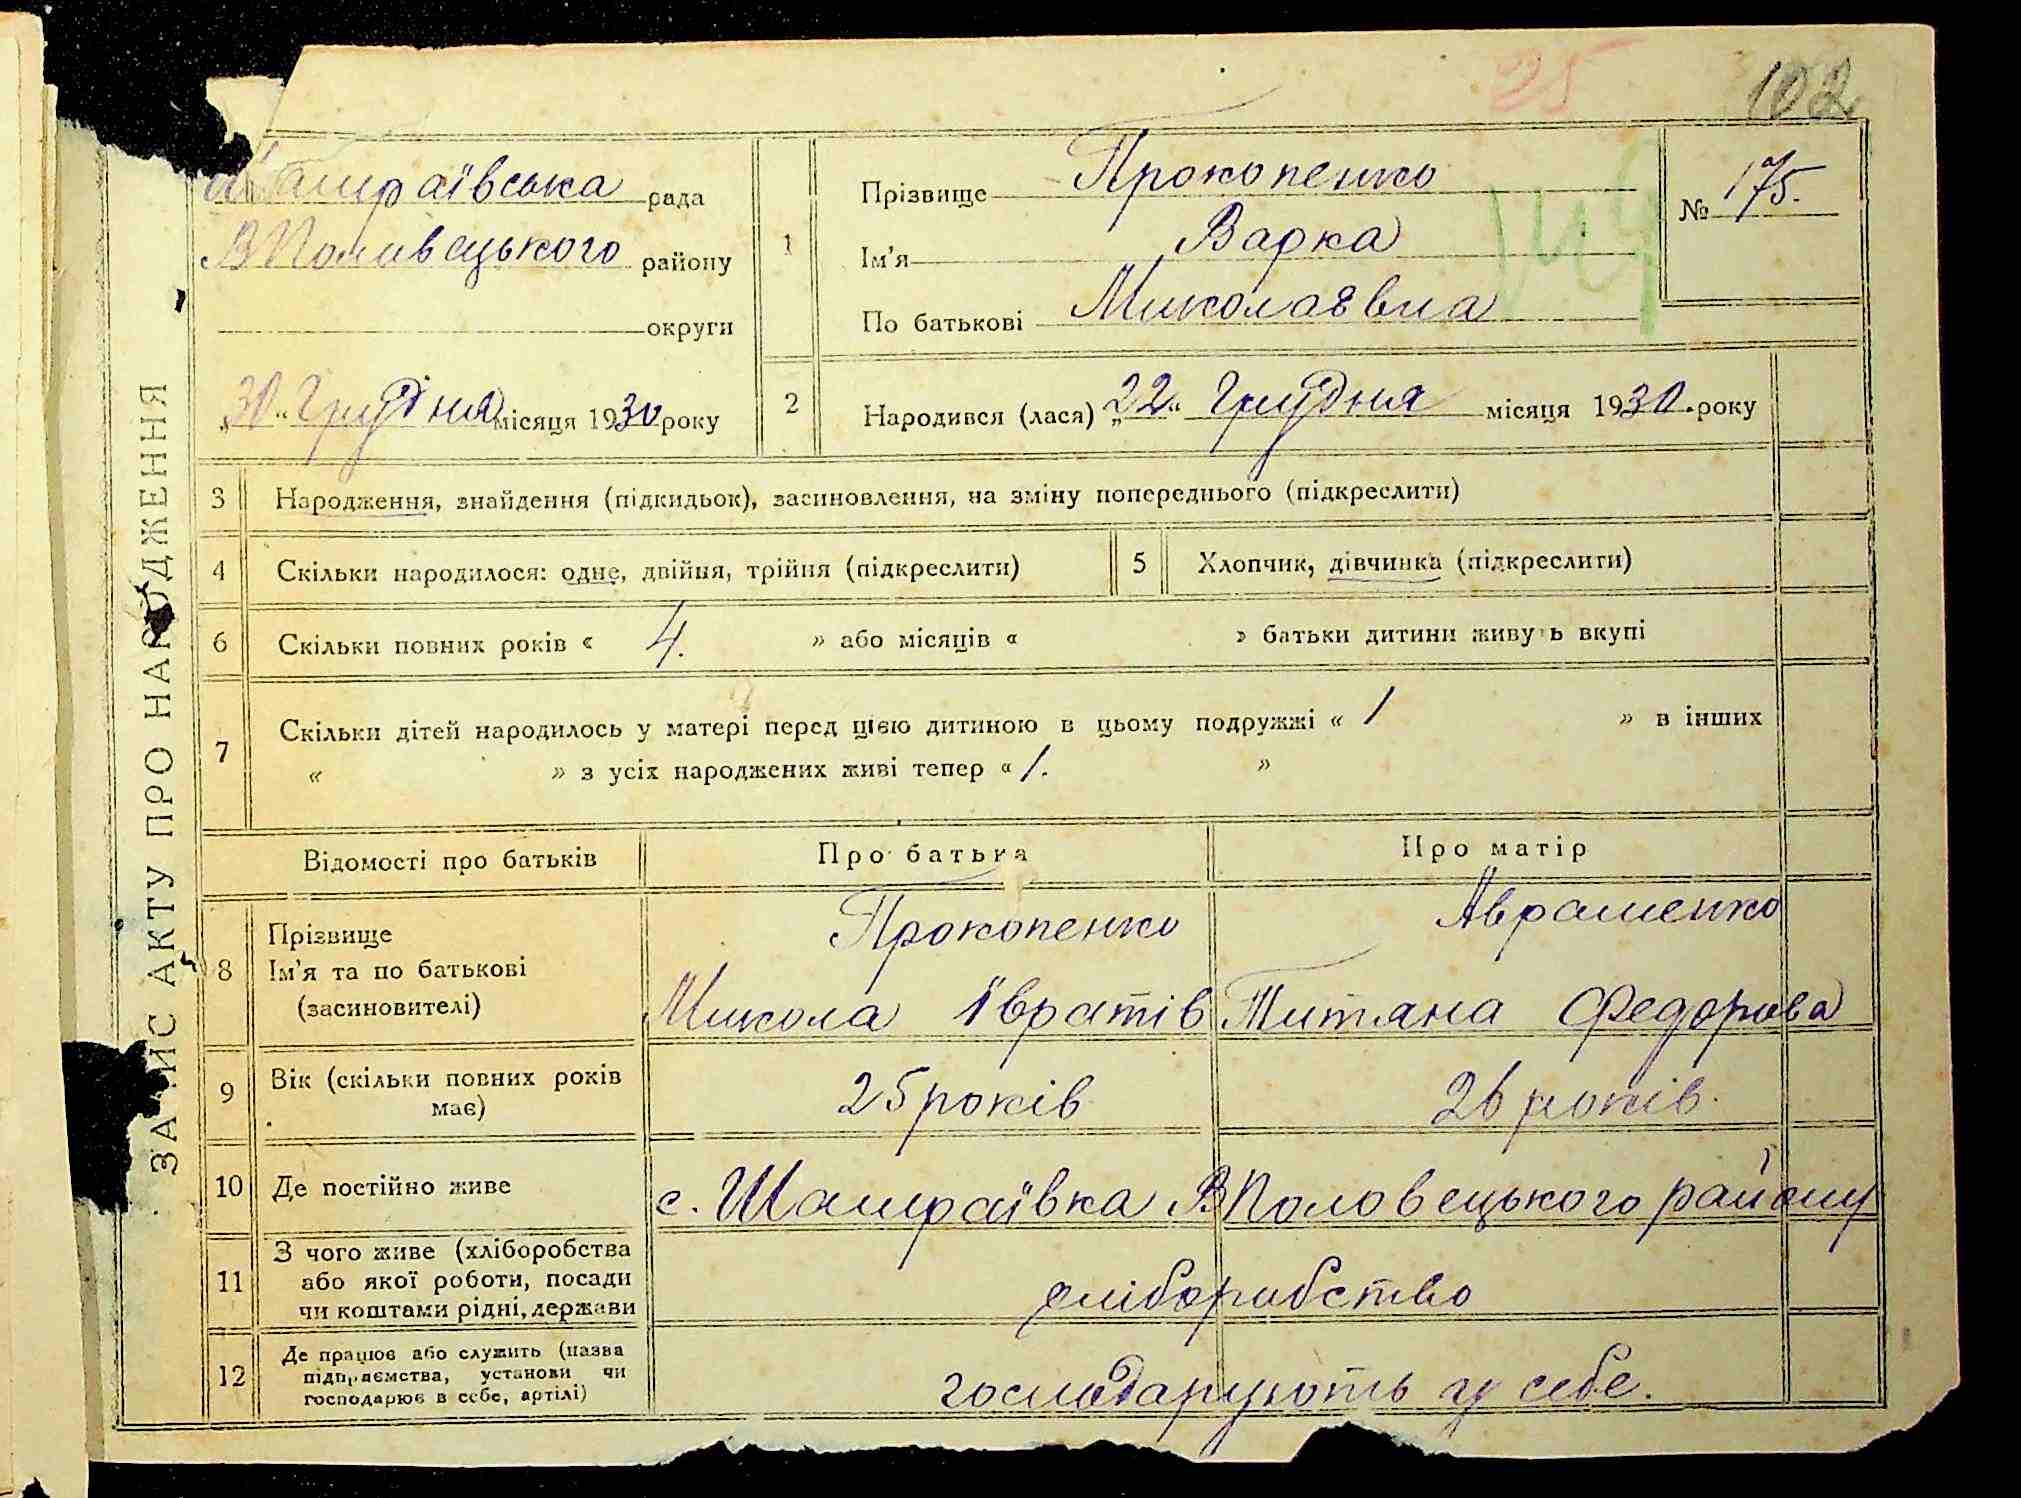 25
102
Шамраївська рада
ВПоловецького району
округи
„30“ Грудня місяця 1930 року
1
Прізвище Прокопенко
Ім'я Варка
По батькові Миколаєвна
№ 175.
2
Народився (лася) „22“ Грудня місяця 1930. року
ЗАПИС АКТУ ПРО НАРОДЖЕННЯ
3 Народження, знайдення (підкидьок), засиновлення, на зміну попереднього (підкреслити)
4 Скільки народилося: одне, двійня, трійня (підкреслити)
5 Хлопчик, дівчинка (підкреслити)
6 Скільки повних років « 4. » або місяців « » батьки дитини живуть вкупі
7 Скільки дітей народилось у матері перед цією дитиною в цьому подружжі « 1 » в інших
« » з усіх народжених живі тепер « 1. »
Відомості про батьків
Про батька
Про матір
8
Прізвище
Ім'я та по батькові
(засиновителі)
Прокопенко
Микола Івратів
Авраменко
Титяна Федорова
9 Вік (скільки повних років
має)
25 років
26 років.
10 Де постійно живе
с. Шамраївка ВПоловецького району
11
З чого живе (хліборобства
або якої роботи, посади
чи коштами рідні, держави
хліборобство
12
Де працює або служить (назва
підприємства, установи чи
господарює в себе, артілі)
господарують у себе.